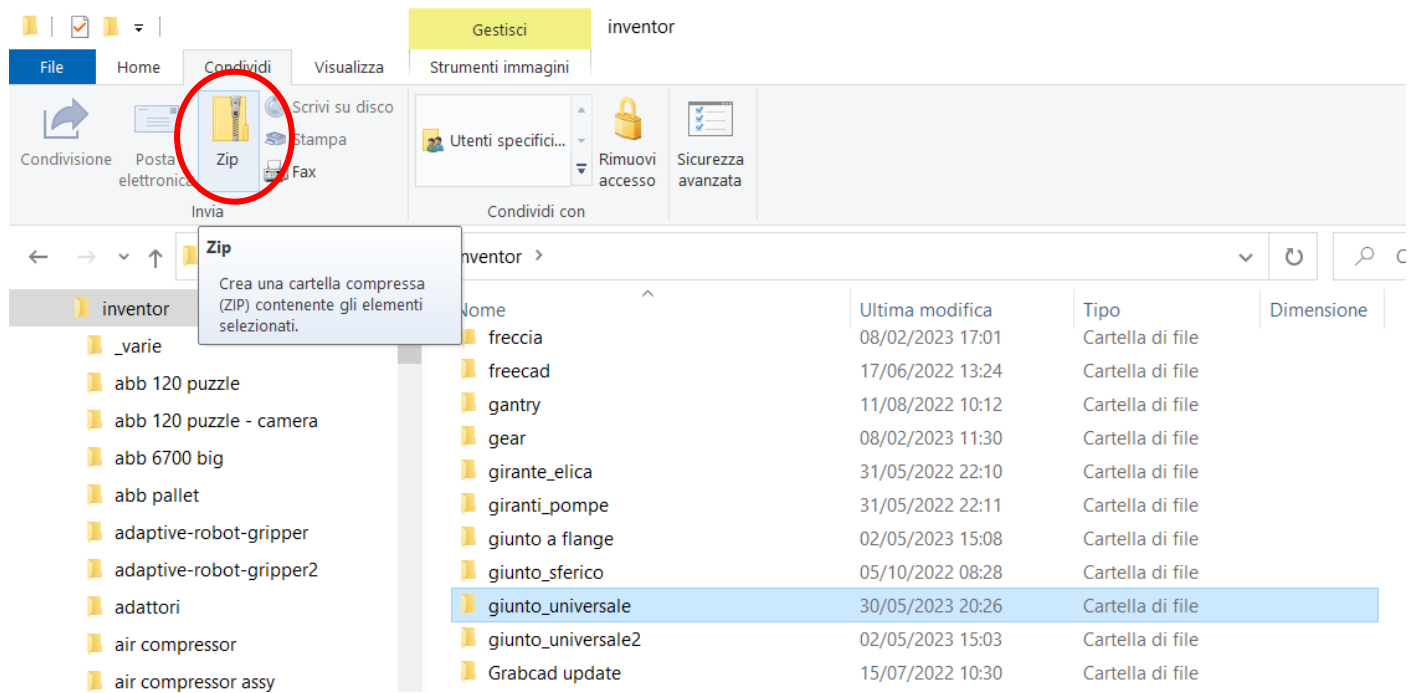 Gestisci
inventor
File
Home
Condividi
Visualizza
Strumenti immagini
Condivisione
Posta
elettronica
Zip
Scrivi su disco
Stampa
Fax
Invia
Utenti specifici...
Rimuovi
accesso
Sicurezza
avanzata
Condividi con
Zip
Crea una cartella compressa
(ZIP) contenente gli elementi
selezionati.
inventor
inventor
_varie
abb 120 puzzle
abb 120 puzzle - camera
abb 6700 big
abb pallet
adaptive-robot-gripper
adaptive-robot-gripper2
adattori
air compressor
air compressor assy
Nome Ultima modifica Tipo Dimensione
freccia 08/02/2023 17:01 Cartella di file
freecad 17/06/2022 13:24 Cartella di file
gantry 11/08/2022 10:12 Cartella di file
gear 08/02/2023 11:30 Cartella di file
girante_elica 31/05/2022 22:10 Cartella di file
giranti_pompe 31/05/2022 22:11 Cartella di file
giunto a flange 02/05/2023 15:08 Cartella di file
giunto_sferico 05/10/2022 08:28 Cartella di file
giunto_universale 30/05/2023 20:26 Cartella di file
giunto_universale2 02/05/2023 15:03 Cartella di file
Grabcad update 15/07/2022 10:30 Cartella di file